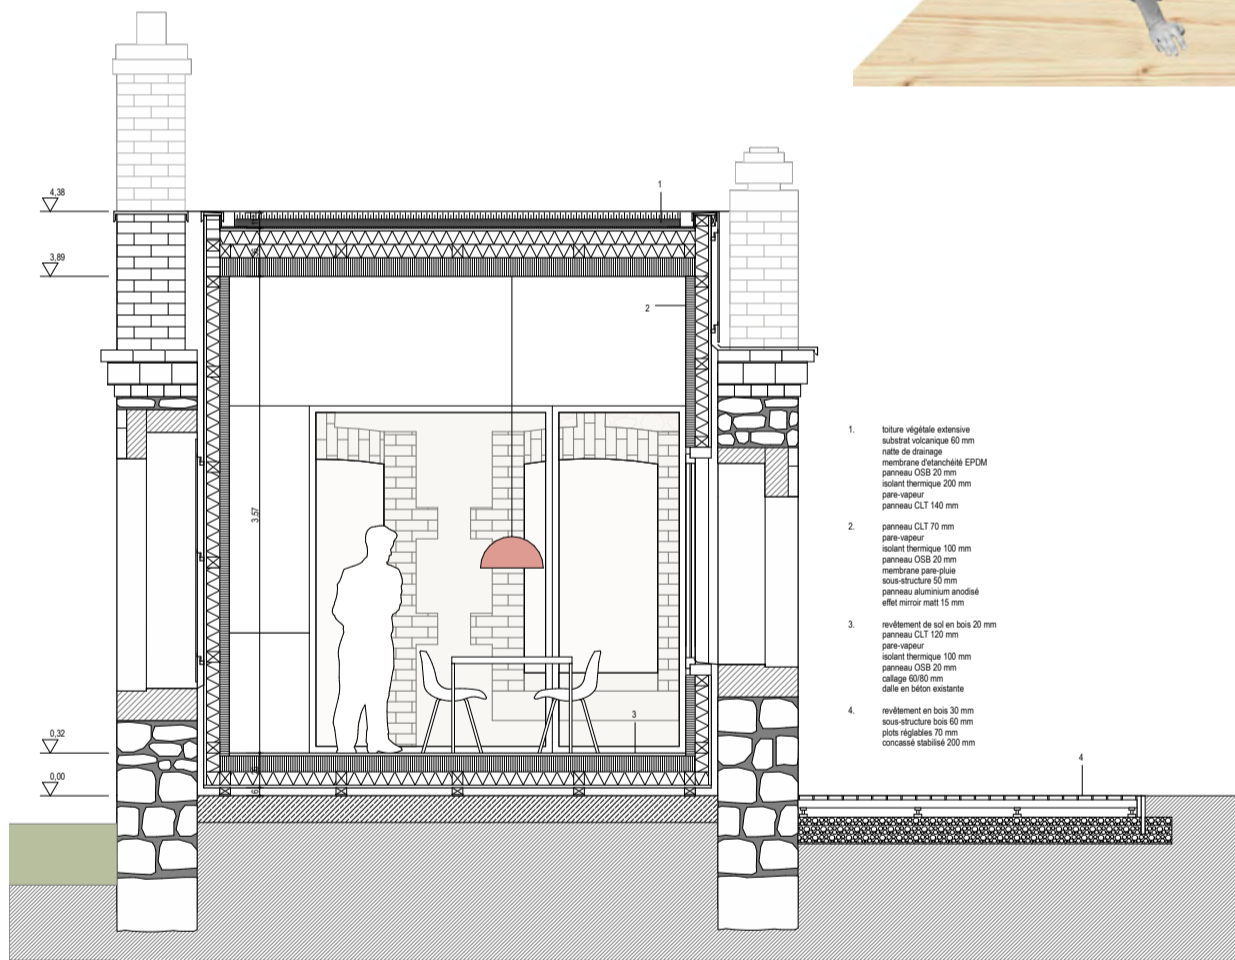 4,38
1
3,89
2
3,57
3
0,32
0,00
4
1. toiture végétale extensive
substrat volcanique 60 mm
natte de drainage
membrane d'etanchéité EPDM
panneau OSB 20 mm
isolant thermique 200 mm
pare-vapeur
panneau CLT 140 mm
2. panneau CLT 70 mm
pare-vapeur
isolant thermique 100 mm
panneau OSB 20 mm
membrane pare-pluie
sous-structure 50 mm
panneau aluminium anodisé
effet mirroir matt 15 mm
3. revêtement de sol en bois 20 mm
panneau CLT 120 mm
pare-vapeur
isolant thermique 100 mm
panneau OSB 20 mm
callage 60/80 mm
dalle en béton existante
4. revêtement en bois 30 mm
sous-structure bois 60 mm
plots réglables 70 mm
concassé stabilisé 200 mm